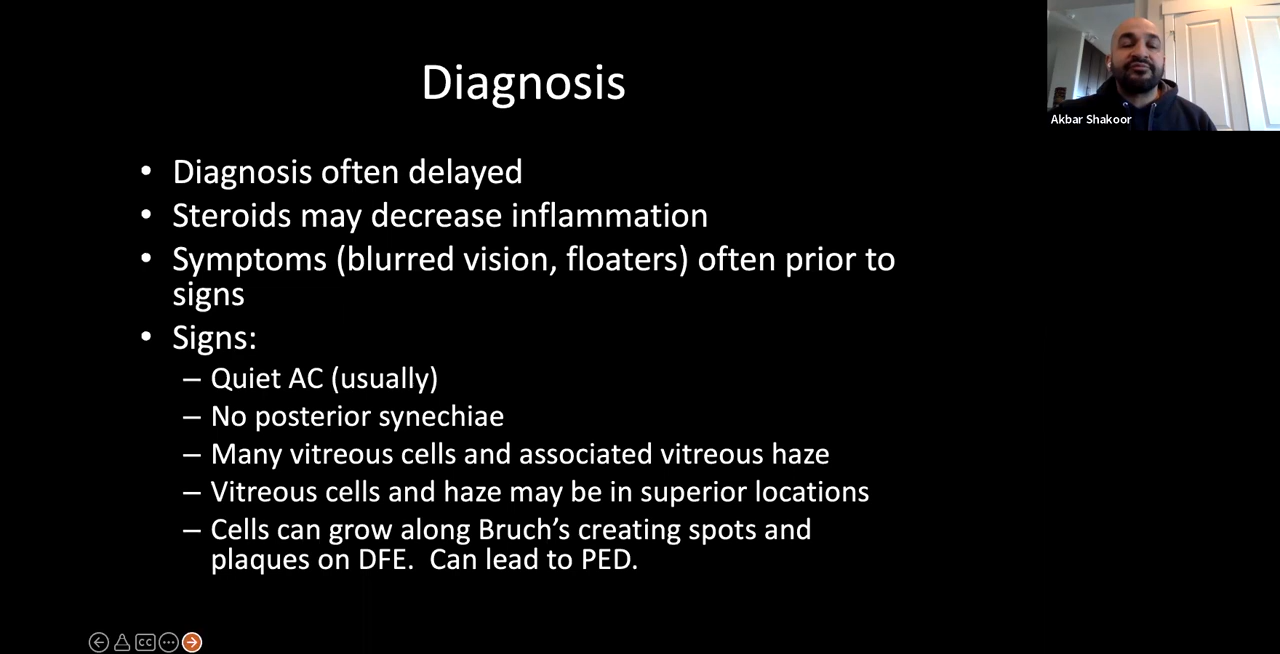 Diagnosis
Akbar Shakoor
• Diagnosis often delayed
• Steroids may decrease inflammation
• Symptoms (blurred vision, floaters) often prior to
signs
• Signs:
– Quiet AC (usually)
– No posterior synechiae
– Many vitreous cells and associated vitreous haze
– Vitreous cells and haze may be in superior locations
– Cells can grow along Bruch’s creating spots and
plaques on DFE.  Can lead to PED.
CC